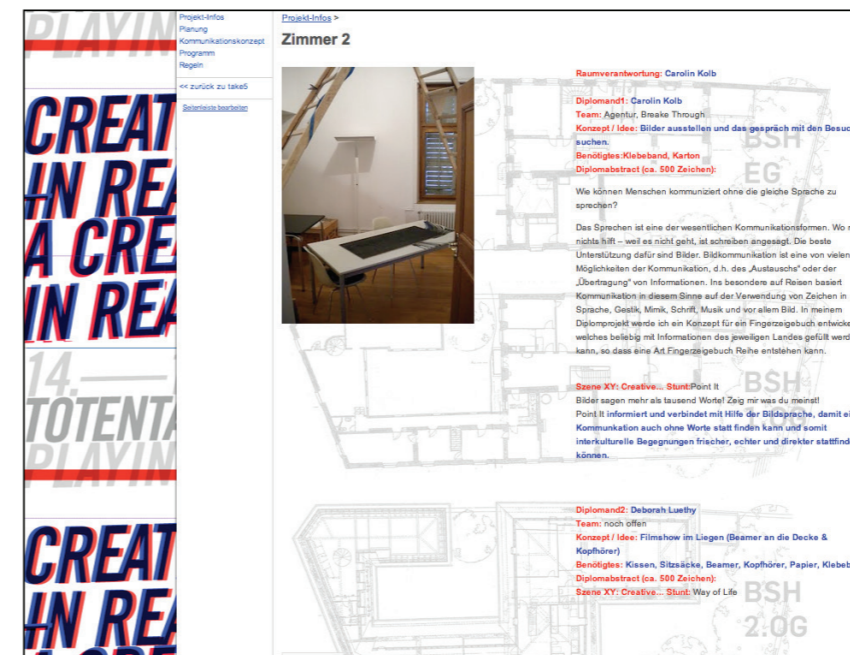 PLAYIN
CREAT
IN REA
A CRE
IN REA
14.
TOTENTA
PLAYIN
CREAT
IN REA
Projekt-Infos
Planung
Kommunikationskonzept
Programm
Regeln
<< zurück zu take5
Seitenleiste bearbeiten
Projekt-Infos >
Zimmer 2
Raumverantwortung: Carolin Kolb
Diplomand1: Carolin Kolb
Team: Agentur, Breake Through
Konzept / Idee: Bilder ausstellen und das gespräch mit den Besuc
suchen.
Benötigtes:Klebeband, Karton
Diplomabstract (ca. 500 Zeichen):
Wie können Menschen kommuniziert ohne die gleiche Sprache zu
sprechen?
Das Sprechen ist eine der wesentlichen Kommunikationsformen. Wo
nichts hilft – weil es nicht geht, ist schreiben angesagt. Die beste
Unterstützung dafür sind Bilder. Bildkommunikation ist eine von vielen
Möglichkeiten der Kommunikation, d.h. des „Austauschs" oder der
„Übertragung" von Informationen. Ins besondere auf Reisen basiert
Kommunikation in diesem Sinne auf der Verwendung von Zeichen in
Sprache, Gestik, Mimik, Schrift, Musik und vor allem Bild. In meinem
Diplomprojekt werde ich ein Konzept für ein Fingerzeigebuch entwicke
welches beliebig mit Informationen des jeweiligen Landes gefüllt werd
kann, so dass eine Art Fingerzeigebuch Reihe entstehen kann.
Szene XY: Creative... Stunt:Point It
Bilder sagen mehr als tausend Worte! Zeig mir was du meinst!
Point It informiert und verbindet mit Hilfe der Bildsprache, damit ei
Kommunkation auch ohne Worte statt finden kann und somit
interkulturelle Begegnungen frischer, echter und direkter stattfind
können.
Diplomand2: Deborah Luethy
Team: noch offen
Konzept / Idee: Filmshow im Liegen (Beamer an die Decke &
Kopfhörer)
Benötigtes: Kissen, Sitzsäcke, Beamer, Kopfhörer, Papier, Klebeb
Diplomabstract (ca. 500 Zeichen):
Szene XY: Creative... Stunt: Way of Life
BSH
EG
BSH
1.OG
BSH
2.OG